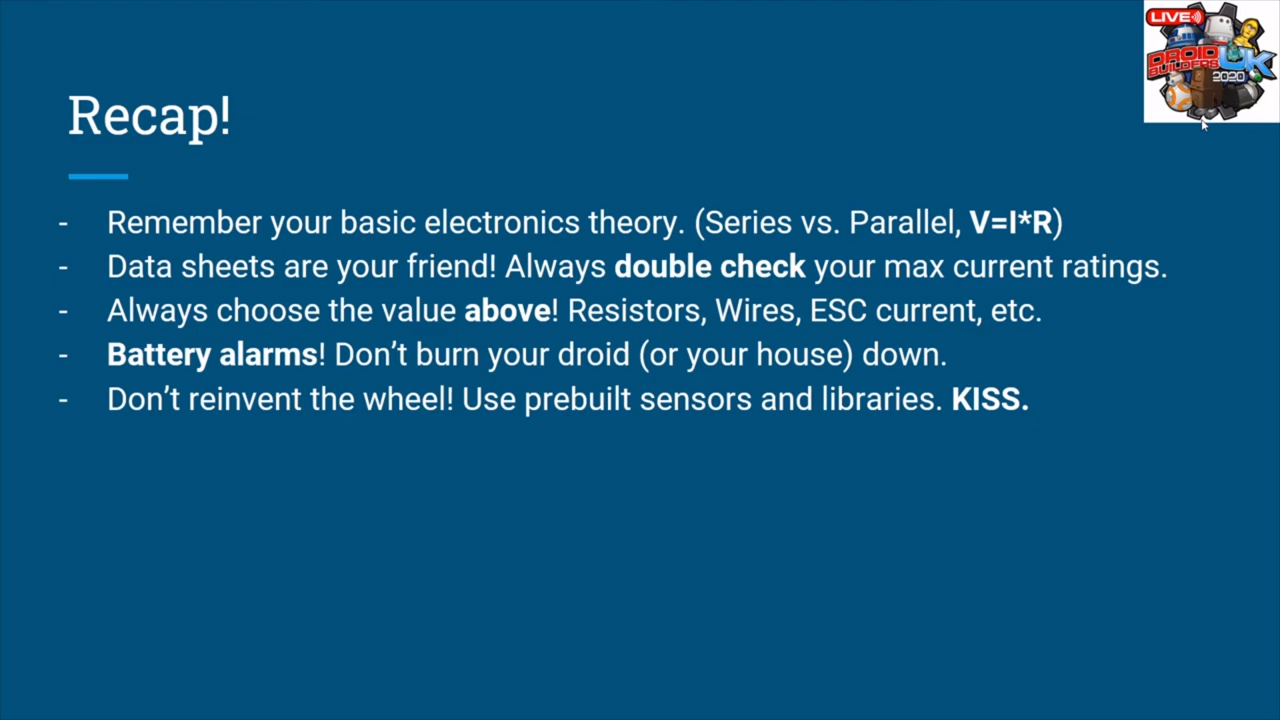 LIVE
DROID
BUILDERS UK
2020
Recap!
- Remember your basic electronics theory. (Series vs. Parallel, V=I*R)
- Data sheets are your friend! Always double check your max current ratings.
- Always choose the value above! Resistors, Wires, ESC current, etc.
- Battery alarms! Don’t burn your droid (or your house) down.
- Don’t reinvent the wheel! Use prebuilt sensors and libraries. KISS.